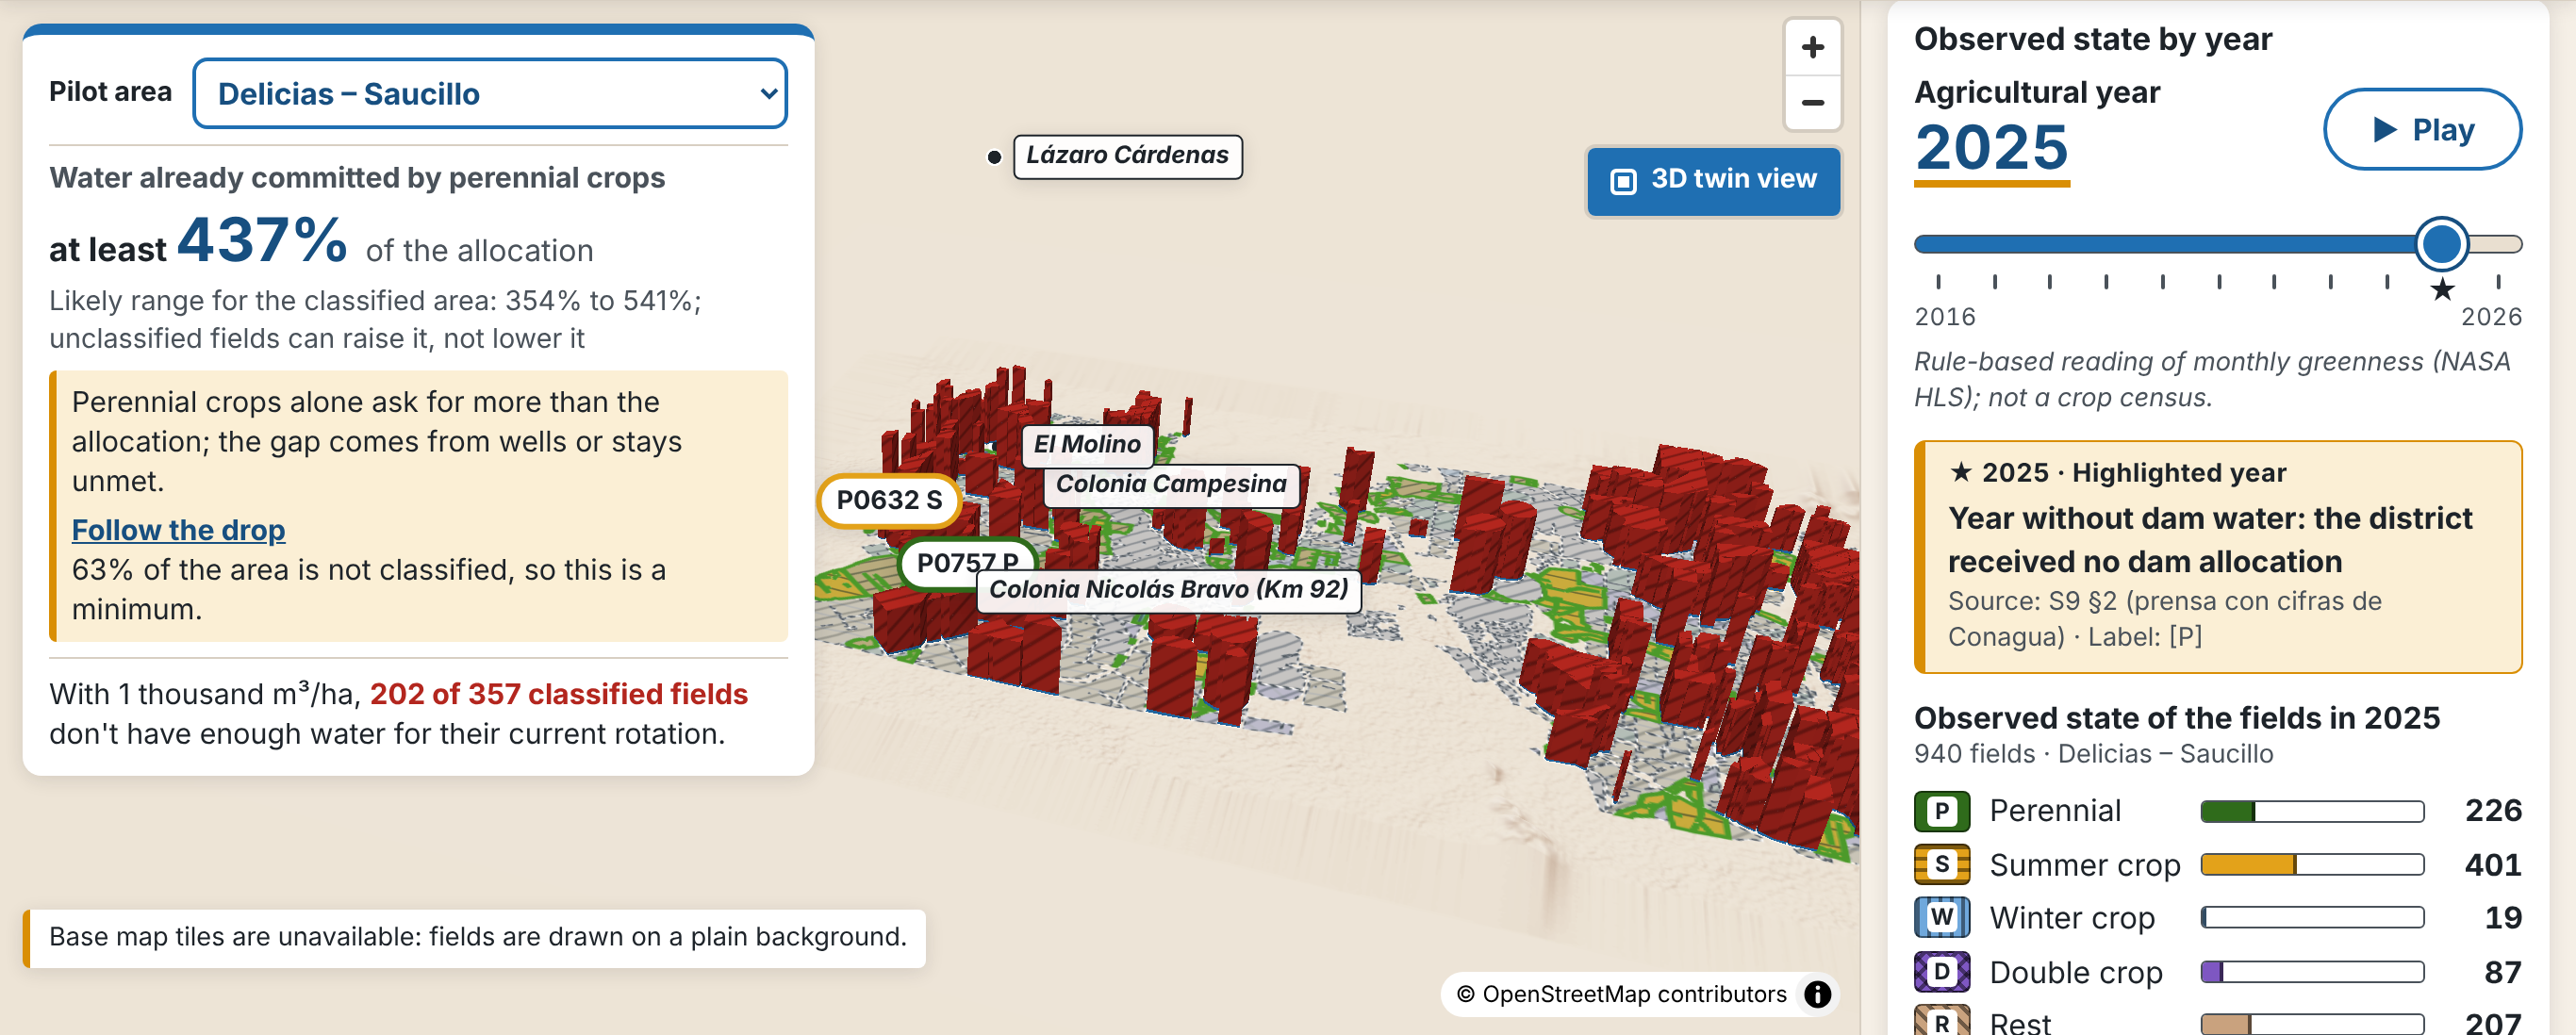 Pilot area
Delicias – Saucillo
Water already committed by perennial crops
at least 437% of the allocation
Likely range for the classified area: 354% to 541%;
unclassified fields can raise it, not lower it
Perennial crops alone ask for more than the
allocation; the gap comes from wells or stays
unmet.
Follow the drop
63% of the area is not classified, so this is a
minimum.
With 1 thousand m³/ha, 202 of 357 classified fields
don't have enough water for their current rotation.
Base map tiles are unavailable: fields are drawn on a plain background.
+
−
3D twin view
Lázaro Cárdenas
El Molino
Colonia Campesina
P0632 S
P0757 P
Colonia Nicolás Bravo (Km 92)
© OpenStreetMap contributors
Observed state by year
Agricultural year
2025
Play
★
2016
2026
Rule-based reading of monthly greenness (NASA
HLS); not a crop census.
★ 2025 · Highlighted year
Year without dam water: the district
received no dam allocation
Source: S9 §2 (prensa con cifras de
Conagua) · Label: [P]
Observed state of the fields in 2025
940 fields · Delicias – Saucillo
P Perennial 226
S Summer crop 401
W Winter crop 19
D Double crop 87
R Rest 207